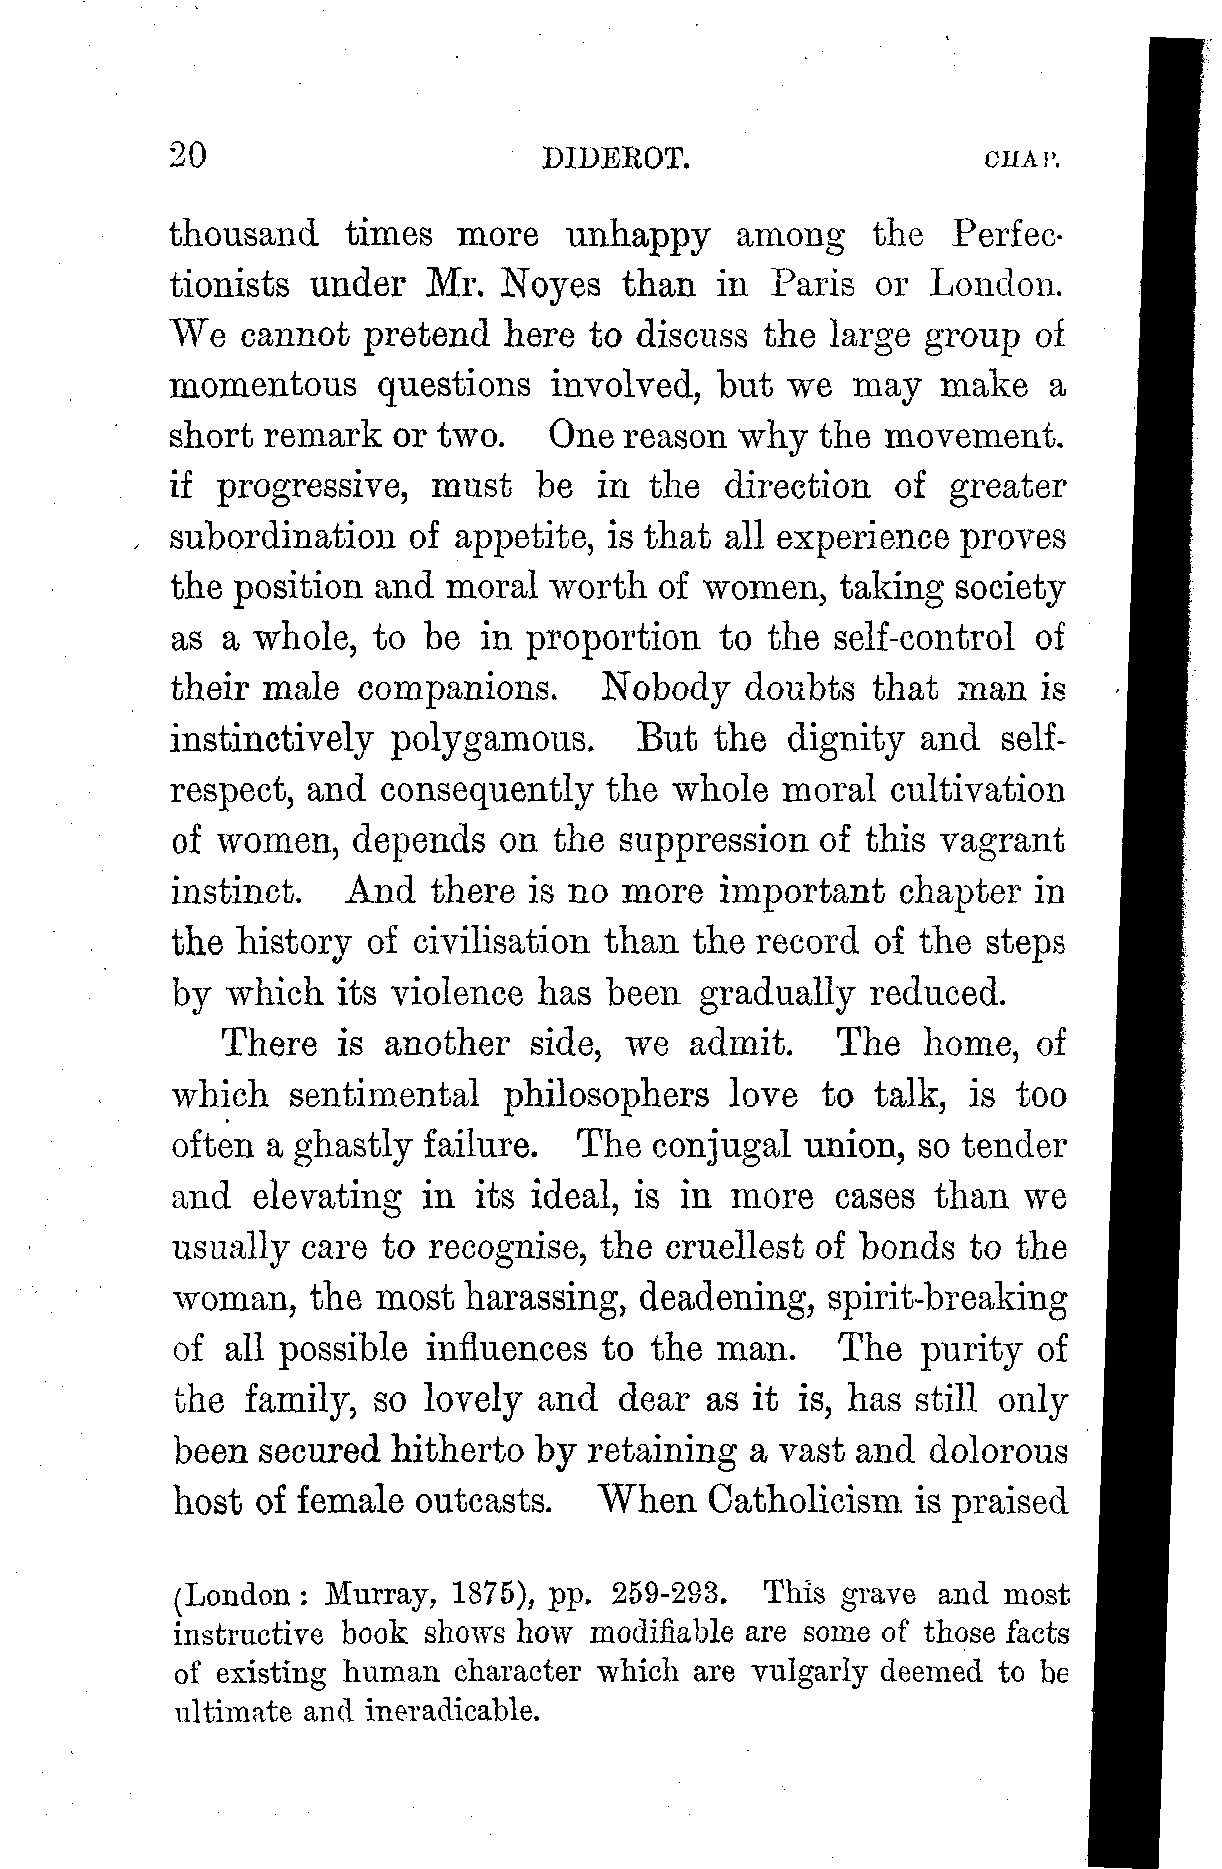 20 DIDEROT. CHAP.
thousand times more unhappy among the Perfec-
tionists under Mr. Noyes than in Paris or London.
We cannot pretend here to discuss the large group of
momentous questions involved, but we may make a
short remark or two. One reason why the movement.
if progressive, must be in the direction of greater
subordination of appetite, is that all experience proves
the position and moral worth of women, taking society
as a whole, to be in proportion to the self-control of
their male companions. Nobody doubts that man is
instinctively polygamous. But the dignity and self-
respect, and consequently the whole moral cultivation
of women, depends on the suppression of this vagrant
instinct. And there is no more important chapter in
the history of civilisation than the record of the steps
by which its violence has been gradually reduced.
There is another side, we admit. The home, of
which sentimental philosophers love to talk, is too
often a ghastly failure. The conjugal union, so tender
and elevating in its ideal, is in more cases than we
usually care to recognise, the cruellest of bonds to the
woman, the most harassing, deadening, spirit-breaking
of all possible influences to the man. The purity of
the family, so lovely and dear as it is, has still only
been secured hitherto by retaining a vast and dolorous
host of female outcasts. When Catholicism is praised
(London : Murray, 1875), pp. 259-293. This grave and most
instructive book shows how modifiable are some of those facts
of existing human character which are vulgarly deemed to be
ultimate and ineradicable.